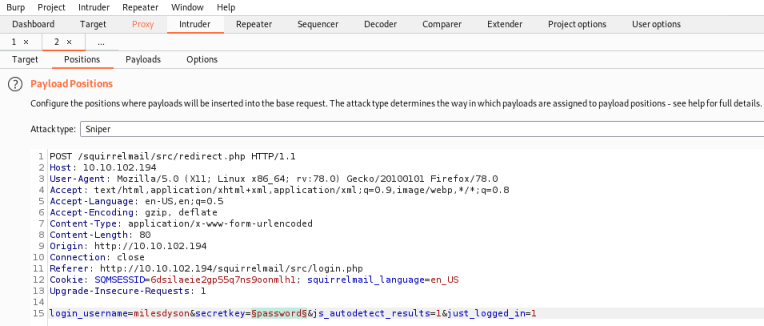 Burp Project Intruder Repeater Window Help
Dashboard Target Proxy Intruder Repeater Sequencer Decoder Comparer Extender Project options User options
1 × 2 × ...
Target Positions Payloads Options
? Payload Positions
Configure the positions where payloads will be inserted into the base request. The attack type determines the way in which payloads are assigned to payload positions - see help for full details.
Attack type: Sniper
1 POST /squirrelmail/src/redirect.php HTTP/1.1
2 Host: 10.10.102.194
3 User-Agent: Mozilla/5.0 (X11; Linux x86_64; rv:78.0) Gecko/20100101 Firefox/78.0
4 Accept: text/html,application/xhtml+xml,application/xml;q=0.9,image/webp,*/*;q=0.8
5 Accept-Language: en-US,en;q=0.5
6 Accept-Encoding: gzip, deflate
7 Content-Type: application/x-www-form-urlencoded
8 Content-Length: 80
9 Origin: http://10.10.102.194
10 Connection: close
11 Referer: http://10.10.102.194/squirrelmail/src/login.php
12 Cookie: SQMSESSID=6dsilaeie2gp55q7ns9oonmlh1; squirrelmail_language=en_US
13 Upgrade-Insecure-Requests: 1
14
15 login_username=milesdyson&secretkey=§password§&js_autodetect_results=1&just_logged_in=1